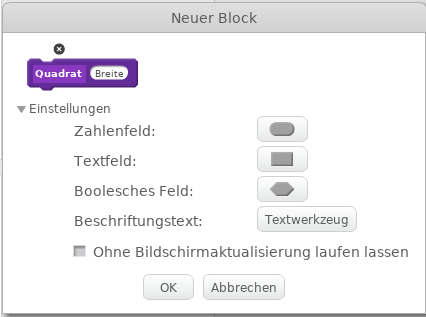 Neuer Block
Quadrat Breite
Einstellungen
Zahlenfeld:
Textfeld:
Boolesches Feld:
Beschriftungstext: Textwerkzeug
Ohne Bildschirmaktualisierung laufen lassen
OK Abbrechen